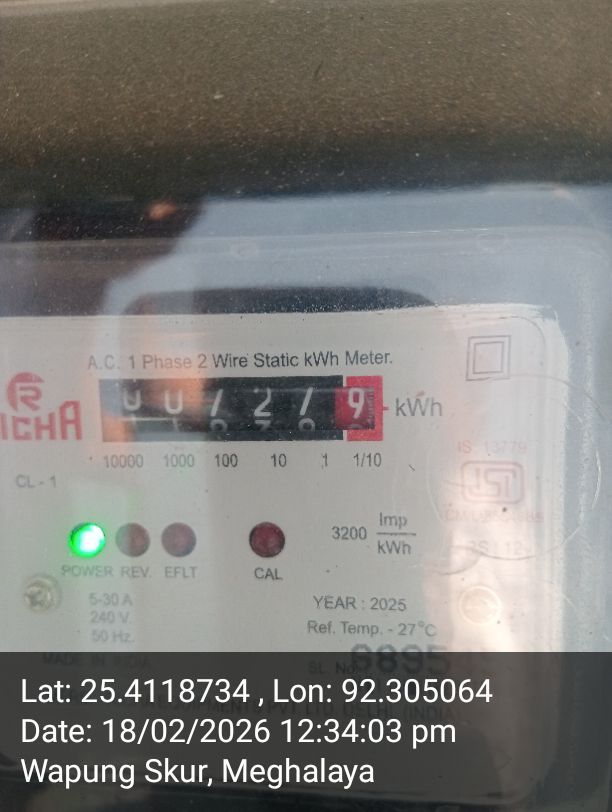 A.C. 1 Phase 2 Wire Static kWh Meter.
R
ICHA
0 0 7 2 7 9 kWh
10000 1000 100 10 1 1/10
CL - 1
IS 13779
ISI
3200 Imp
kWh
POWER REV. EFLT CAL
5-30 A
240 V.
50 Hz.
YEAR : 2025
Ref. Temp. - 27°C
MADE IN INDIA
SL. No.
Lat: 25.4118734 , Lon: 92.305064
Date: 18/02/2026 12:34:03 pm
Wapung Skur, Meghalaya